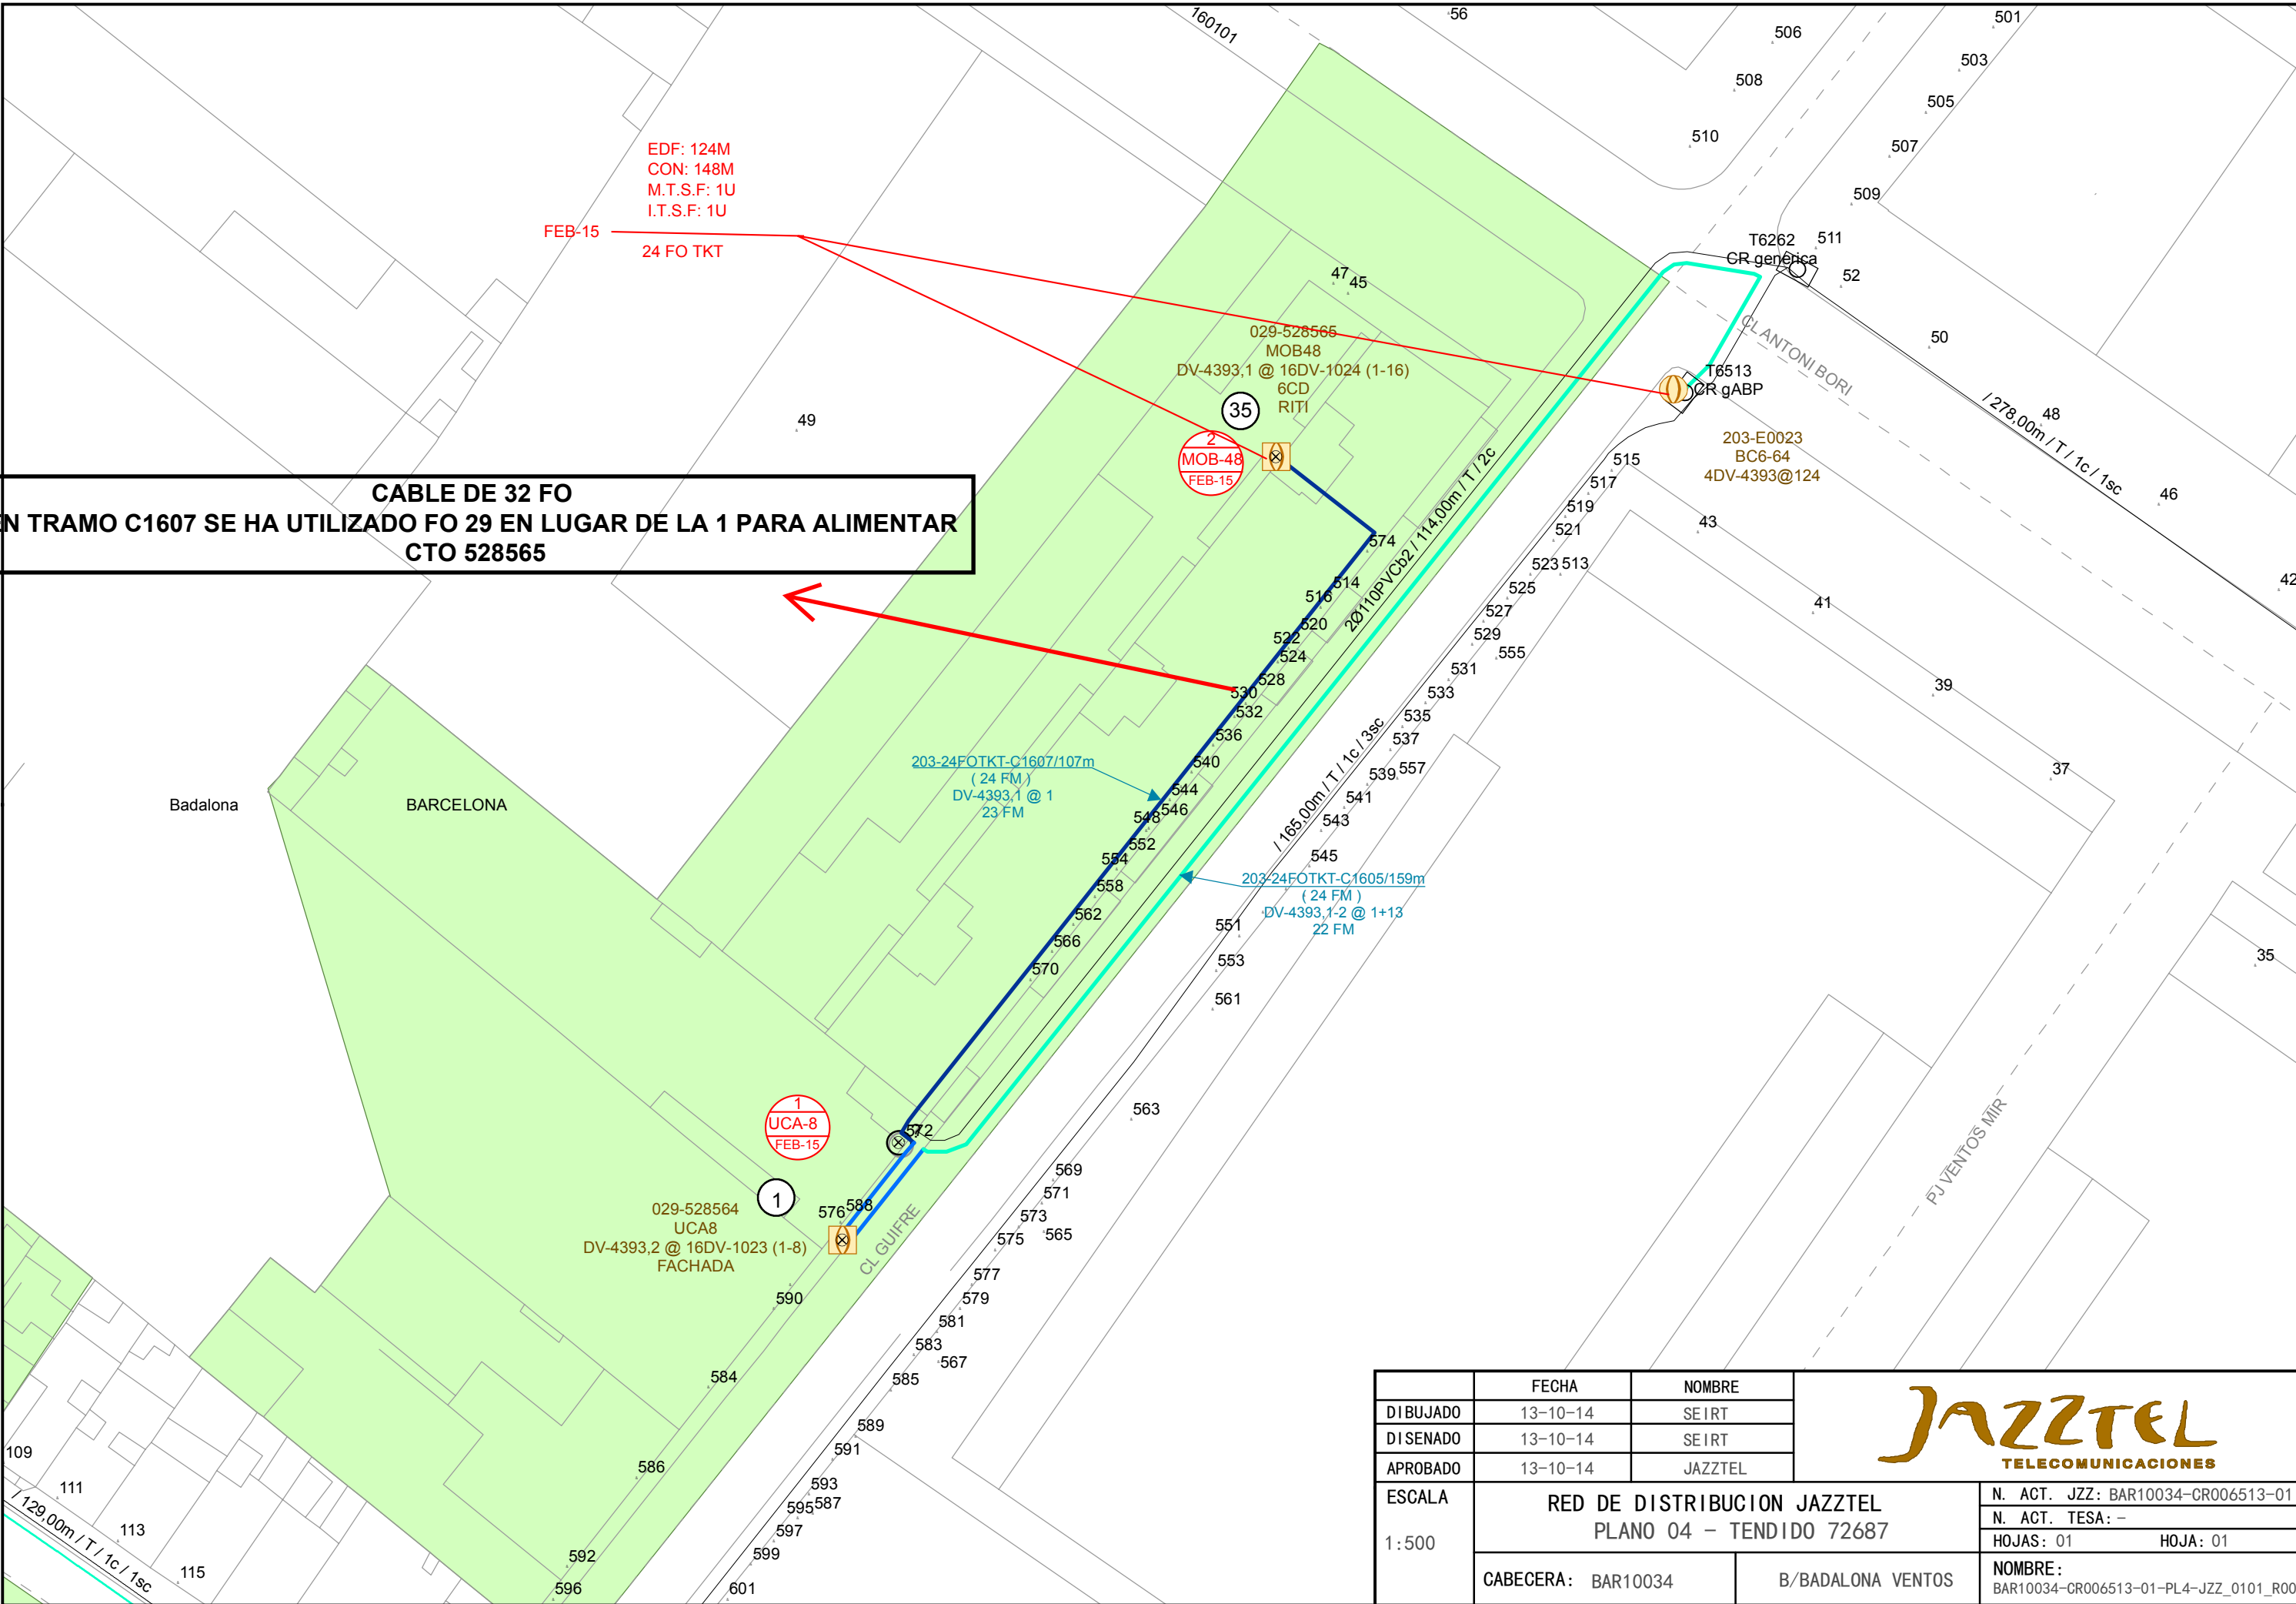 160101
56
501
506
503
508
505
510
507
509
EDF: 124M
CON: 148M
M.T.S.F: 1U
I.T.S.F: 1U
FEB-15
24 FO TKT
T6262
CR generica
511
52
47
45
CL ANTONI BORI
50
029-528565
MOB48
DV-4393,1 @ 16DV-1024 (1-16)
6CD
RITI
35
2
MOB-48
FEB-15
T6513
CR gABP
/ 278,00m / T / 1c / 1sc
48
49
203-E0023
BC6-64
4DV-4393@124
46
42
CABLE DE 32 FO
EN TRAMO C1607 SE HA UTILIZADO FO 29 EN LUGAR DE LA 1 PARA ALIMENTAR
CTO 528565
515
517
519
521
43
523
513
525
527
529
555
531
533
535
537
539
557
541
543
545
41
39
37
35
574
2Ø110PVCb2 / 114,00m / T / 2c
514
516
520
522
524
528
530
532
536
540
544
546
548
552
554
558
562
566
570
/ 165,00m / T / 1c / 3sc
203-24FOTKT-C1607/107m
( 24 FM )
DV-4393,1 @ 1
23 FM
Badalona
BARCELONA
203-24FOTKT-C1605/159m
( 24 FM )
DV-4393,1-2 @ 1+13
22 FM
551
553
561
563
PJ VENTOS MIR
1
UCA-8
FEB-15
572
1
576
588
CL GUIFRE
029-528564
UCA8
DV-4393,2 @ 16DV-1023 (1-8)
FACHADA
569
571
573
565
575
577
579
581
583
567
585
589
591
593
595
587
597
599
601
590
584
586
592
596
109
111
113
115
/ 129,00m / T / 1c / 1sc
FECHA NOMBRE
DIBUJADO 13-10-14 SEIRT
DISENADO 13-10-14 SEIRT
APROBADO 13-10-14 JAZZTEL
JAZZTEL
TELECOMUNICACIONES
ESCALA
1:500
RED DE DISTRIBUCION JAZZTEL
PLANO 04 - TENDIDO 72687
N. ACT. JZZ: BAR10034-CR006513-01
N. ACT. TESA: -
HOJAS: 01 HOJA: 01
CABECERA: BAR10034
B/BADALONA VENTOS
NOMBRE:
BAR10034-CR006513-01-PL4-JZZ_0101_R00